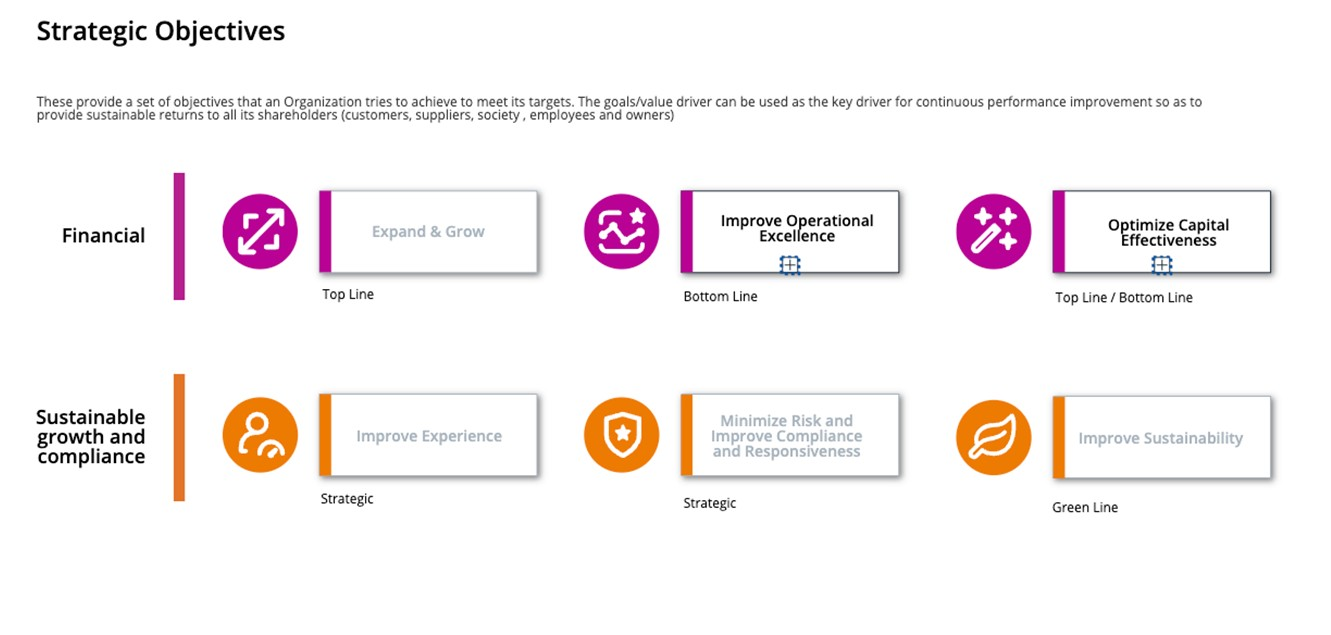 Strategic Objectives
These provide a set of objectives that an Organization tries to achieve to meet its targets. The goals/value driver can be used as the key driver for continuous performance improvement so as to
provide sustainable returns to all its shareholders (customers, suppliers, society , employees and owners)
Financial
Expand & Grow
Top Line
Improve Operational
Excellence
Bottom Line
Optimize Capital
Effectiveness
Top Line / Bottom Line
Sustainable
growth and
compliance
Improve Experience
Strategic
Minimize Risk and
Improve Compliance
and Responsiveness
Strategic
Improve Sustainability
Green Line